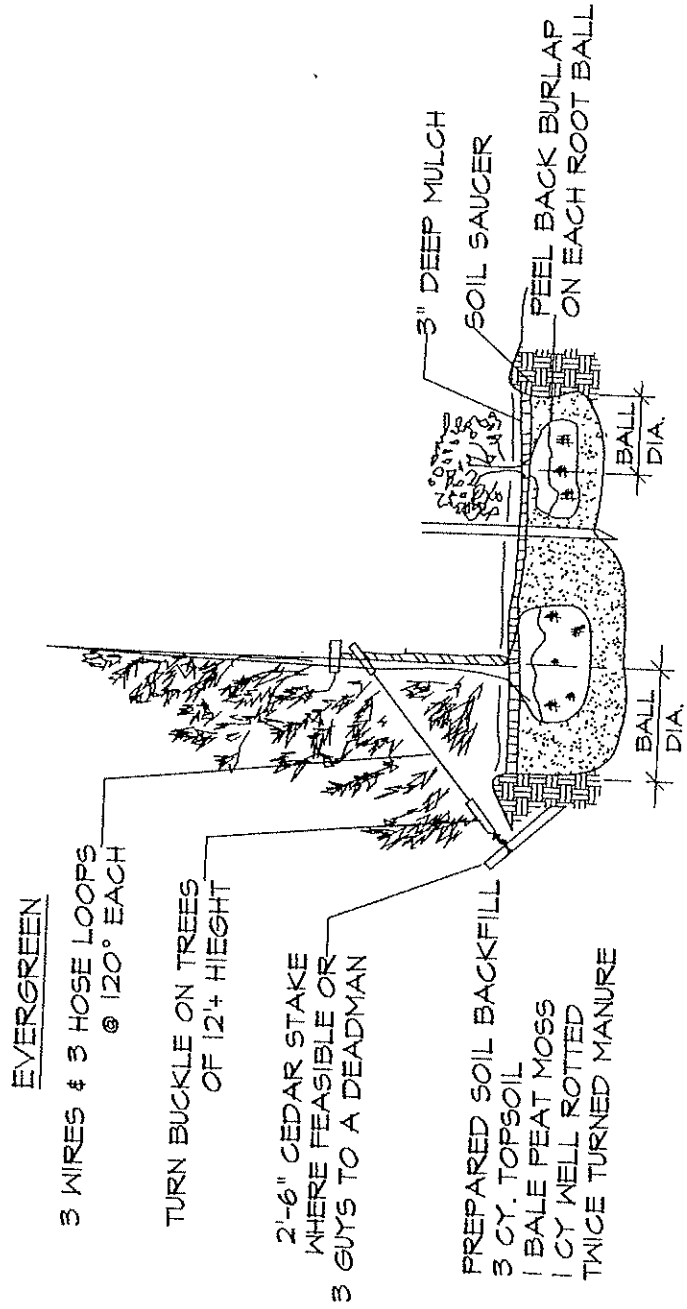 EVERGREEN
3 WIRES & 3 HOSE LOOPS
@ 120° EACH
TURN BUCKLE ON TREES
OF 12'+ HIEGHT
2'-6" CEDAR STAKE
WHERE FEASIBLE OR
3 GUYS TO A DEADMAN
PREPARED SOIL BACKFILL
3 CY. TOPSOIL
1 BALE PEAT MOSS
1 CY WELL ROTTED
TWICE TURNED MANURE
BALL
DIA.
3" DEEP MULCH
SOIL SAUCER
PEEL BACK BURLAP
ON EACH ROOT BALL
BALL
DIA.